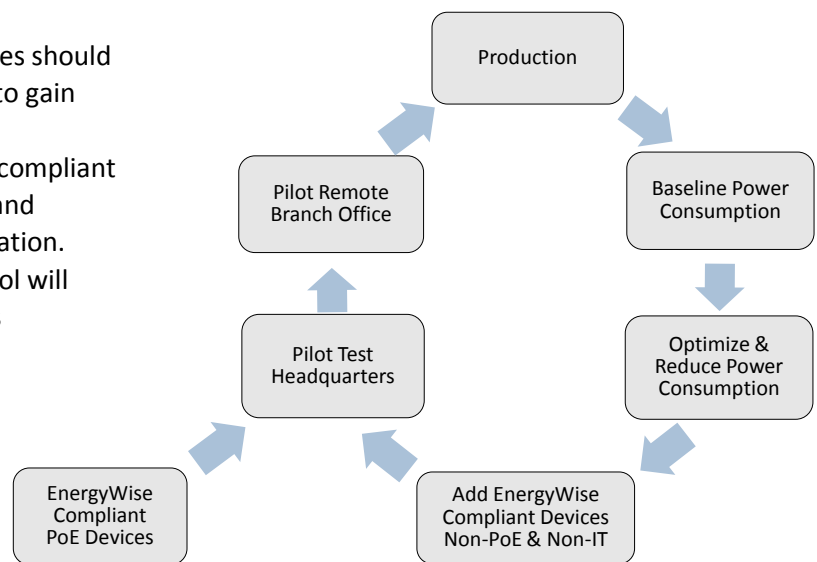 es should
to gain
compliant
and
ation.
ol will
Production
Pilot Remote
Branch Office
Baseline Power
Consumption
Pilot Test
Headquarters
Optimize &
Reduce Power
Consumption
EnergyWise
Compliant
PoE Devices
Add EnergyWise
Compliant Devices
Non-PoE & Non-IT